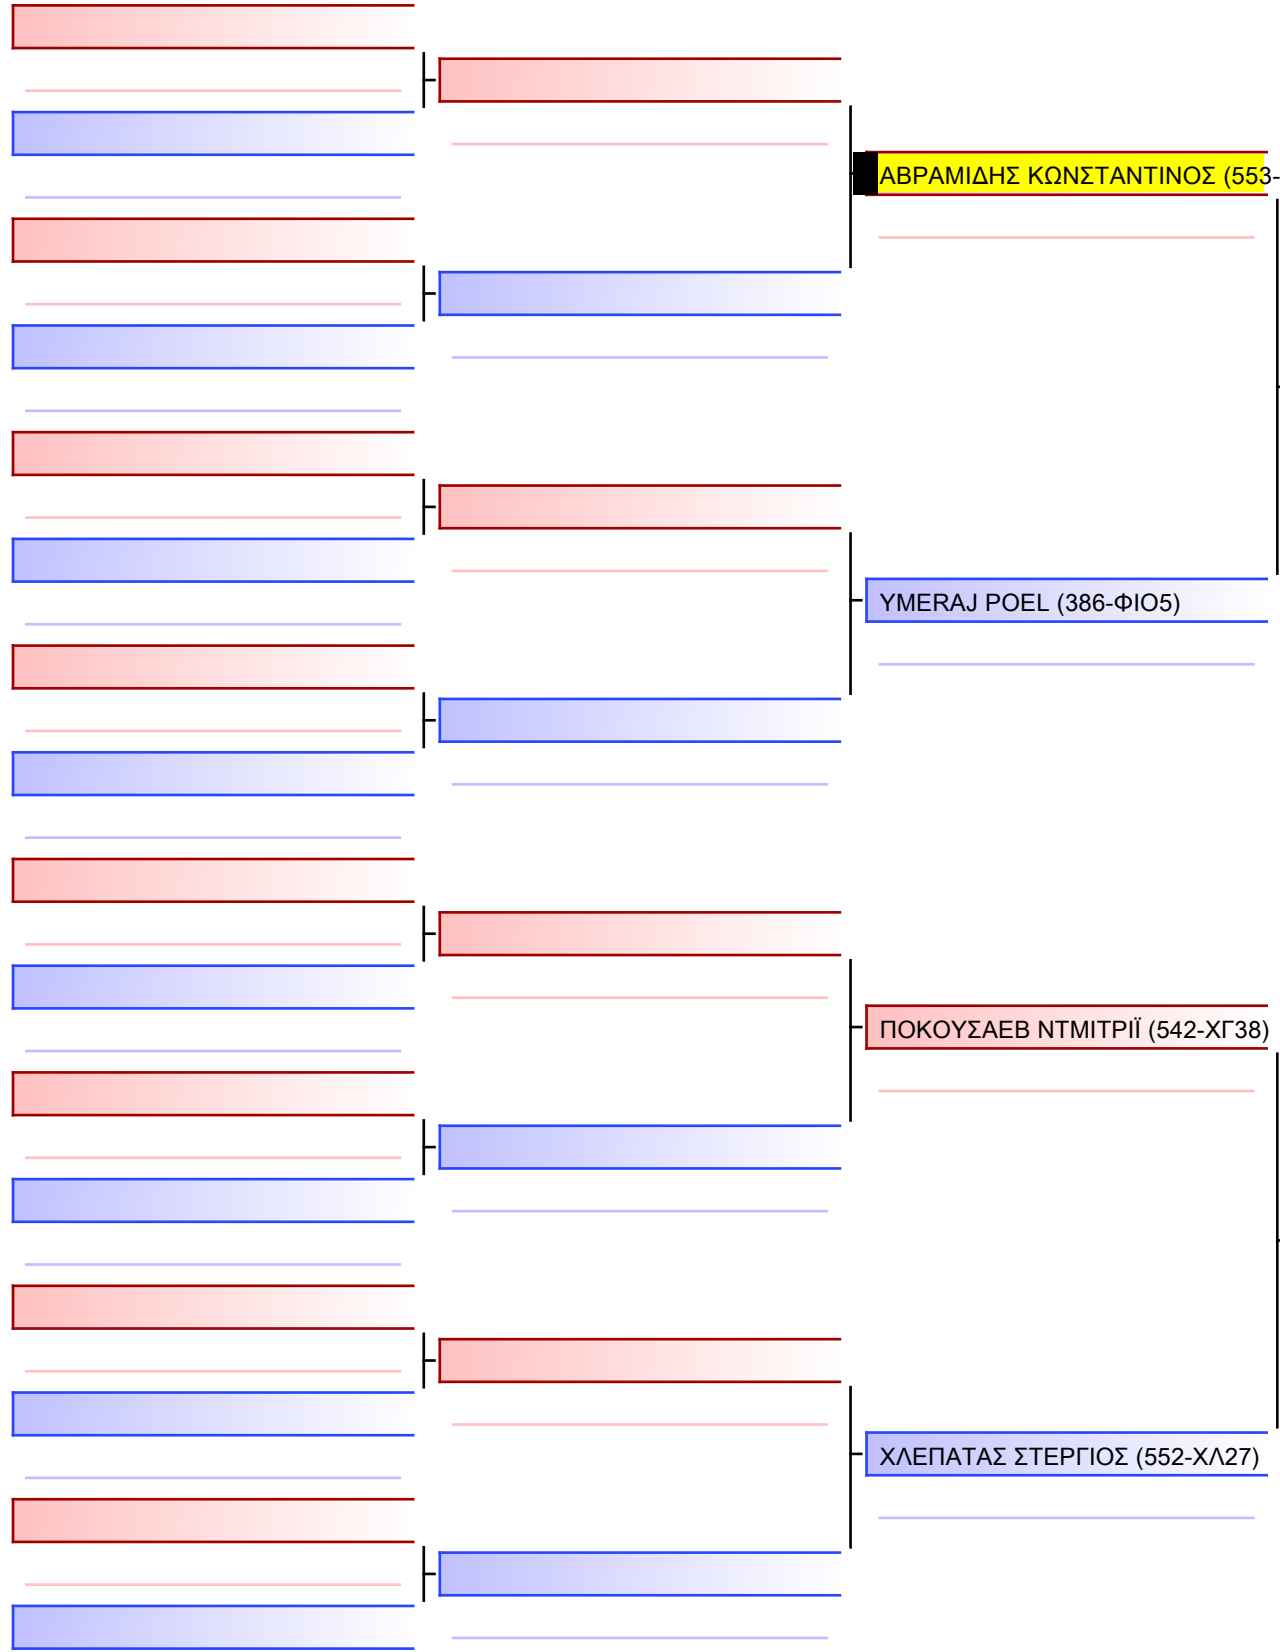 ΑΒΡΑΜΙΔΗΣ ΚΩΝΣΤΑΝΤΙΝΟΣ (553-
YMERAJ POEL (386-ΦΙΟ5)
ΠΟΚΟΥΣΑΕΒ ΝΤΜΙΤΡΙΪ (542-ΧΓ38)
ΧΛΕΠΑΤΑΣ ΣΤΕΡΓΙΟΣ (552-ΧΛ27)